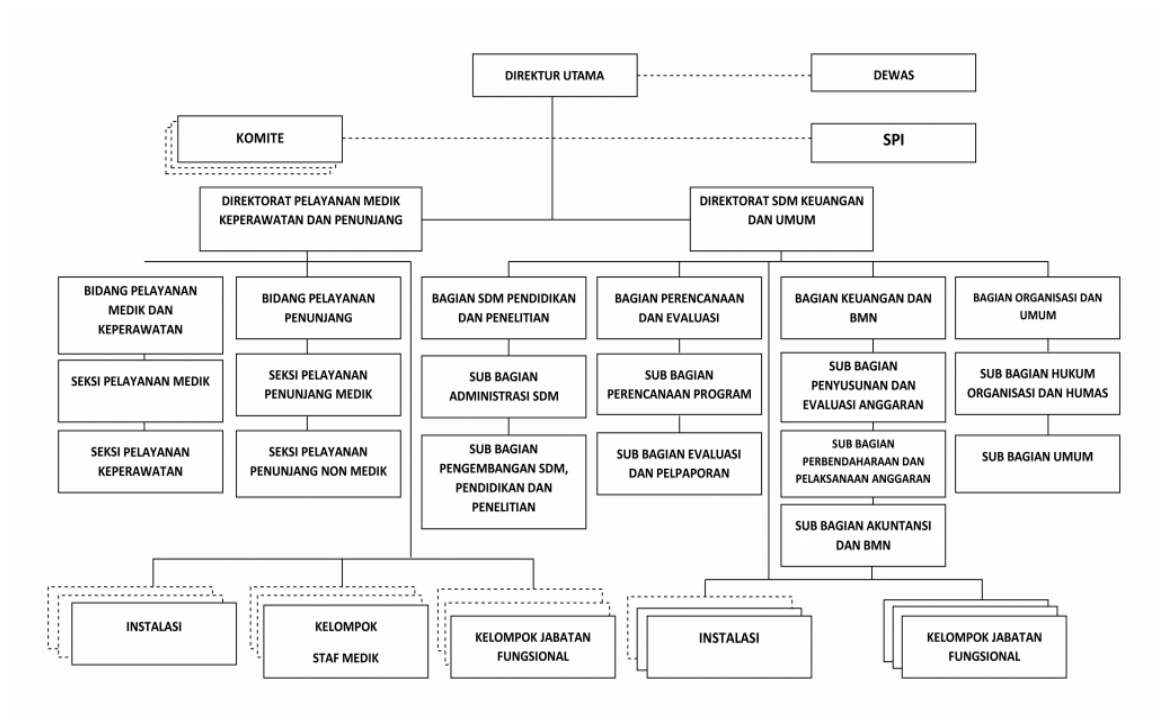 DIREKTUR UTAMA
DEWAS
KOMITE
SPI
DIREKTORAT PELAYANAN MEDIK
KEPERAWATAN DAN PENUNJANG
DIREKTORAT SDM KEUANGAN
DAN UMUM
BIDANG PELAYANAN
MEDIK DAN
KEPERAWATAN
BIDANG PELAYANAN
PENUNJANG
BAGIAN SDM PENDIDIKAN
DAN PENELITIAN
BAGIAN PERENCANAAN
DAN EVALUASI
BAGIAN KEUANGAN DAN
BMN
BAGIAN ORGANISASI DAN
UMUM
SEKSI PELAYANAN MEDIK
SEKSI PELAYANAN
PENUNJANG MEDIK
SUB BAGIAN
ADMINISTRASI SDM
SUB BAGIAN
PERENCANAAN PROGRAM
SUB BAGIAN
PENYUSUNAN DAN
EVALUASI ANGGARAN
SUB BAGIAN HUKUM
ORGANISASI DAN HUMAS
SEKSI PELAYANAN
KEPERAWATAN
SEKSI PELAYANAN
PENUNJANG NON MEDIK
SUB BAGIAN
PENGEMBANGAN SDM,
PENDIDIKAN DAN
PENELITIAN
SUB BAGIAN EVALUASI
DAN PELPAPORAN
SUB BAGIAN
PERBENDAHARAAN DAN
PELAKSANAAN ANGGARAN
SUB BAGIAN UMUM
SUB BAGIAN AKUNTANSI
DAN BMN
INSTALASI
KELOMPOK
STAF MEDIK
KELOMPOK JABATAN
FUNGSIONAL
INSTALASI
KELOMPOK JABATAN
FUNGSIONAL